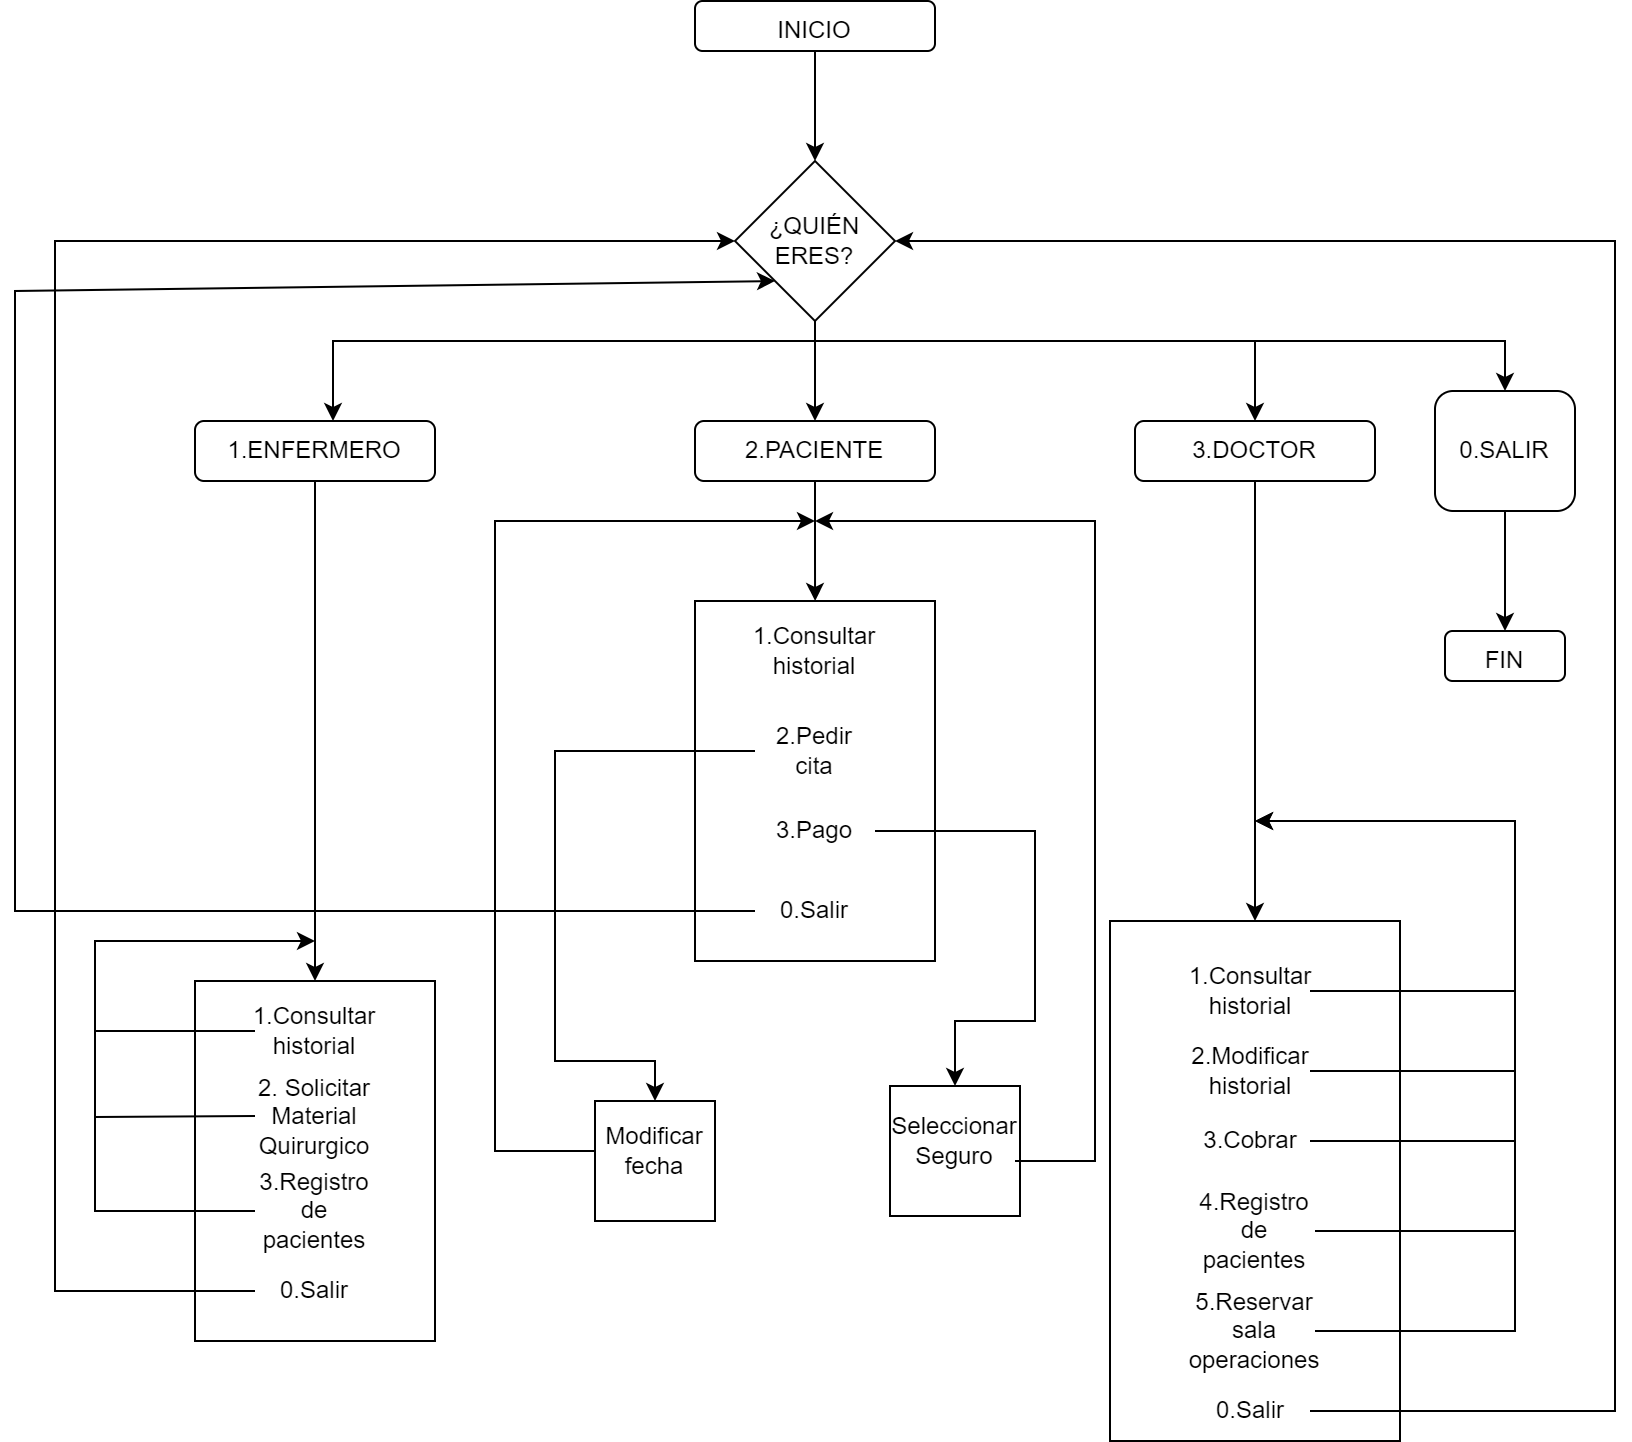 INICIO
¿QUIÉN
ERES?
1.ENFERMERO
2.PACIENTE
3.DOCTOR
0.SALIR
FIN
1.Consultar
historial
2.Pedir
cita
3.Pago
0.Salir
1.Consultar
historial
2. Solicitar
Material
Quirurgico
3.Registro
de
pacientes
0.Salir
Modificar
fecha
Seleccionar
Seguro
1.Consultar
historial
2.Modificar
historial
3.Cobrar
4.Registro
de
pacientes
5.Reservar
sala
operaciones
0.Salir